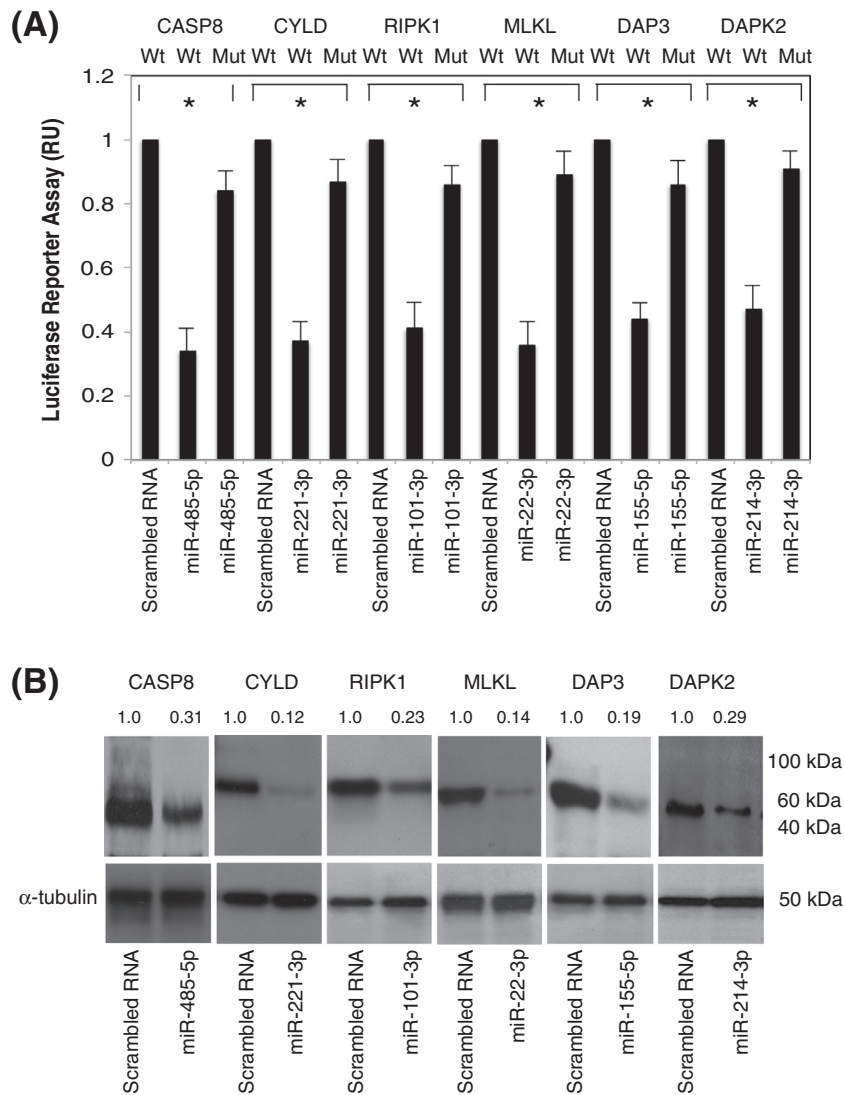 (A)
CASP8 CYLD RIPK1 MLKL DAP3 DAPK2
Wt Wt Mut Wt Wt Mut Wt Wt Mut Wt Wt Mut Wt Wt Mut Wt Wt Mut
* * * * * *
Luciferase Reporter Assay (RU)
1.2
1
0.8
0.6
0.4
0.2
0
Scrambled RNA
miR-485-5p
miR-485-5p
Scrambled RNA
miR-221-3p
miR-221-3p
Scrambled RNA
miR-101-3p
miR-101-3p
Scrambled RNA
miR-22-3p
miR-22-3p
Scrambled RNA
miR-155-5p
miR-155-5p
Scrambled RNA
miR-214-3p
miR-214-3p
(B)
CASP8 CYLD RIPK1 MLKL DAP3 DAPK2
1.0 0.31 1.0 0.12 1.0 0.23 1.0 0.14 1.0 0.19 1.0 0.29
100 kDa
60 kDa
40 kDa
α-tubulin
50 kDa
Scrambled RNA
miR-485-5p
Scrambled RNA
miR-221-3p
Scrambled RNA
miR-101-3p
Scrambled RNA
miR-22-3p
Scrambled RNA
miR-155-5p
Scrambled RNA
miR-214-3p